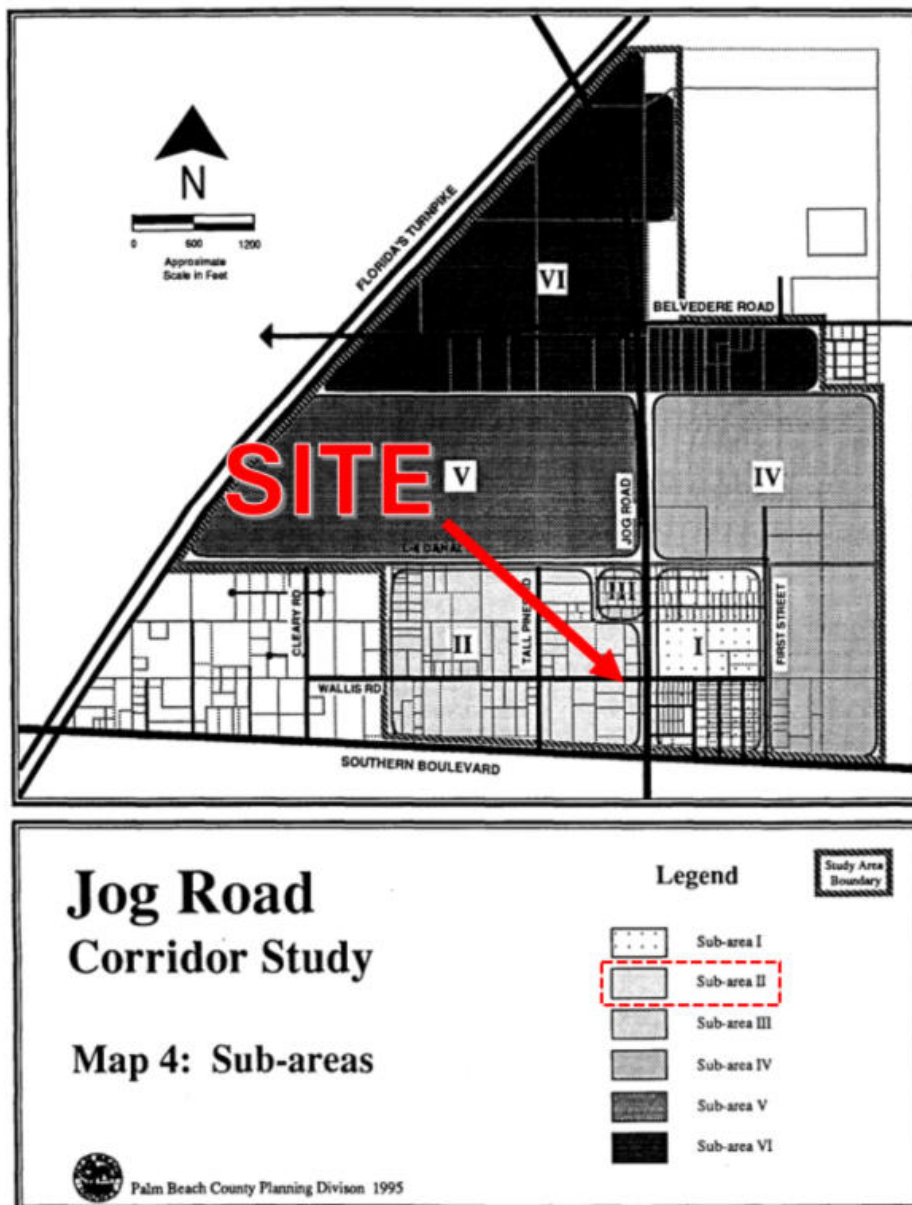 N
0 600 1200
Approximate
Scale in Feet
FLORIDA'S TURNPIKE
VI
BELVEDERE ROAD
SITE
V
IV
JOG ROAD
III
CLEARY RD
II
I
FIRST STREET
WALLIS RD
SOUTHERN BOULEVARD
Jog Road
Corridor Study
Map 4: Sub-areas
Palm Beach County Planning Divison 1995
Legend
Study Area
Boundary
Sub-area I
Sub-area II
Sub-area III
Sub-area IV
Sub-area V
Sub-area VI